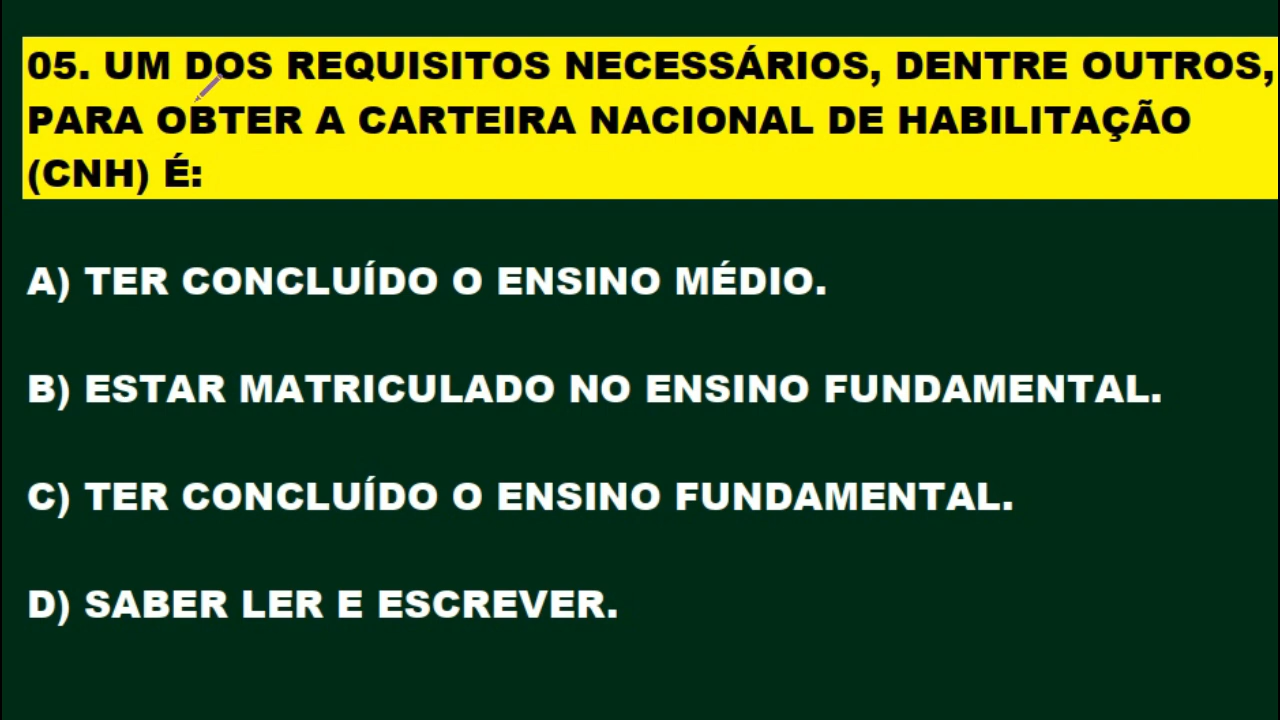 05. UM DOS REQUISITOS NECESSÁRIOS, DENTRE OUTROS,
PARA OBTER A CARTEIRA NACIONAL DE HABILITAÇÃO
(CNH) É:
A) TER CONCLUÍDO O ENSINO MÉDIO.
B) ESTAR MATRICULADO NO ENSINO FUNDAMENTAL.
C) TER CONCLUÍDO O ENSINO FUNDAMENTAL.
D) SABER LER E ESCREVER.